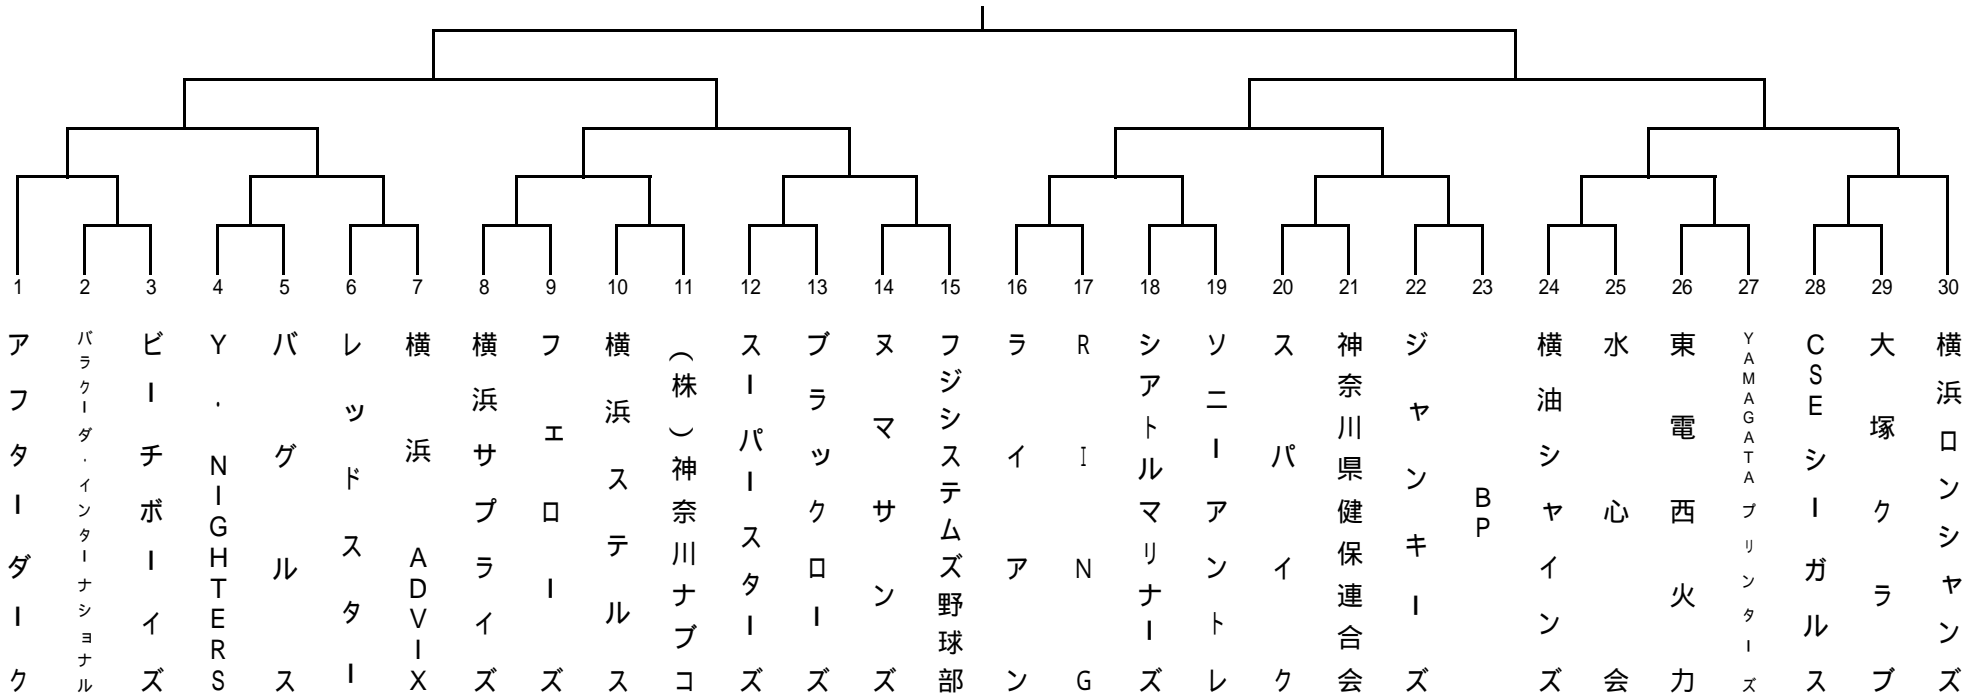 1 2 3 4 5 6 7 8 9 10 11 12 13 14 15 16 17 18 19 20 21 22 23 24 25 26 27 28 29 30
アフターダーク
バラクーダ・インターナショナル
ビーチボーイズ
Y・NIGHTERS
バグルス
レッドスター
横浜ADVIX
横浜サプライズ
フェローズ
横浜ステルス
(株)神奈川ナブコ
スーパースターズ
ブラックローズ
ヌマサンズ
フジシステムズ野球部
ライアン
RING
シアトルマリナーズ
ソニーアントレ
スパイク
神奈川県健保連合会
ジャンキーズ
BP
横油シャインズ
水心会
東電西火力
YAMAGATAプリンターズ
CSEシーガルス
大塚クラブ
横浜ロンシャンズ